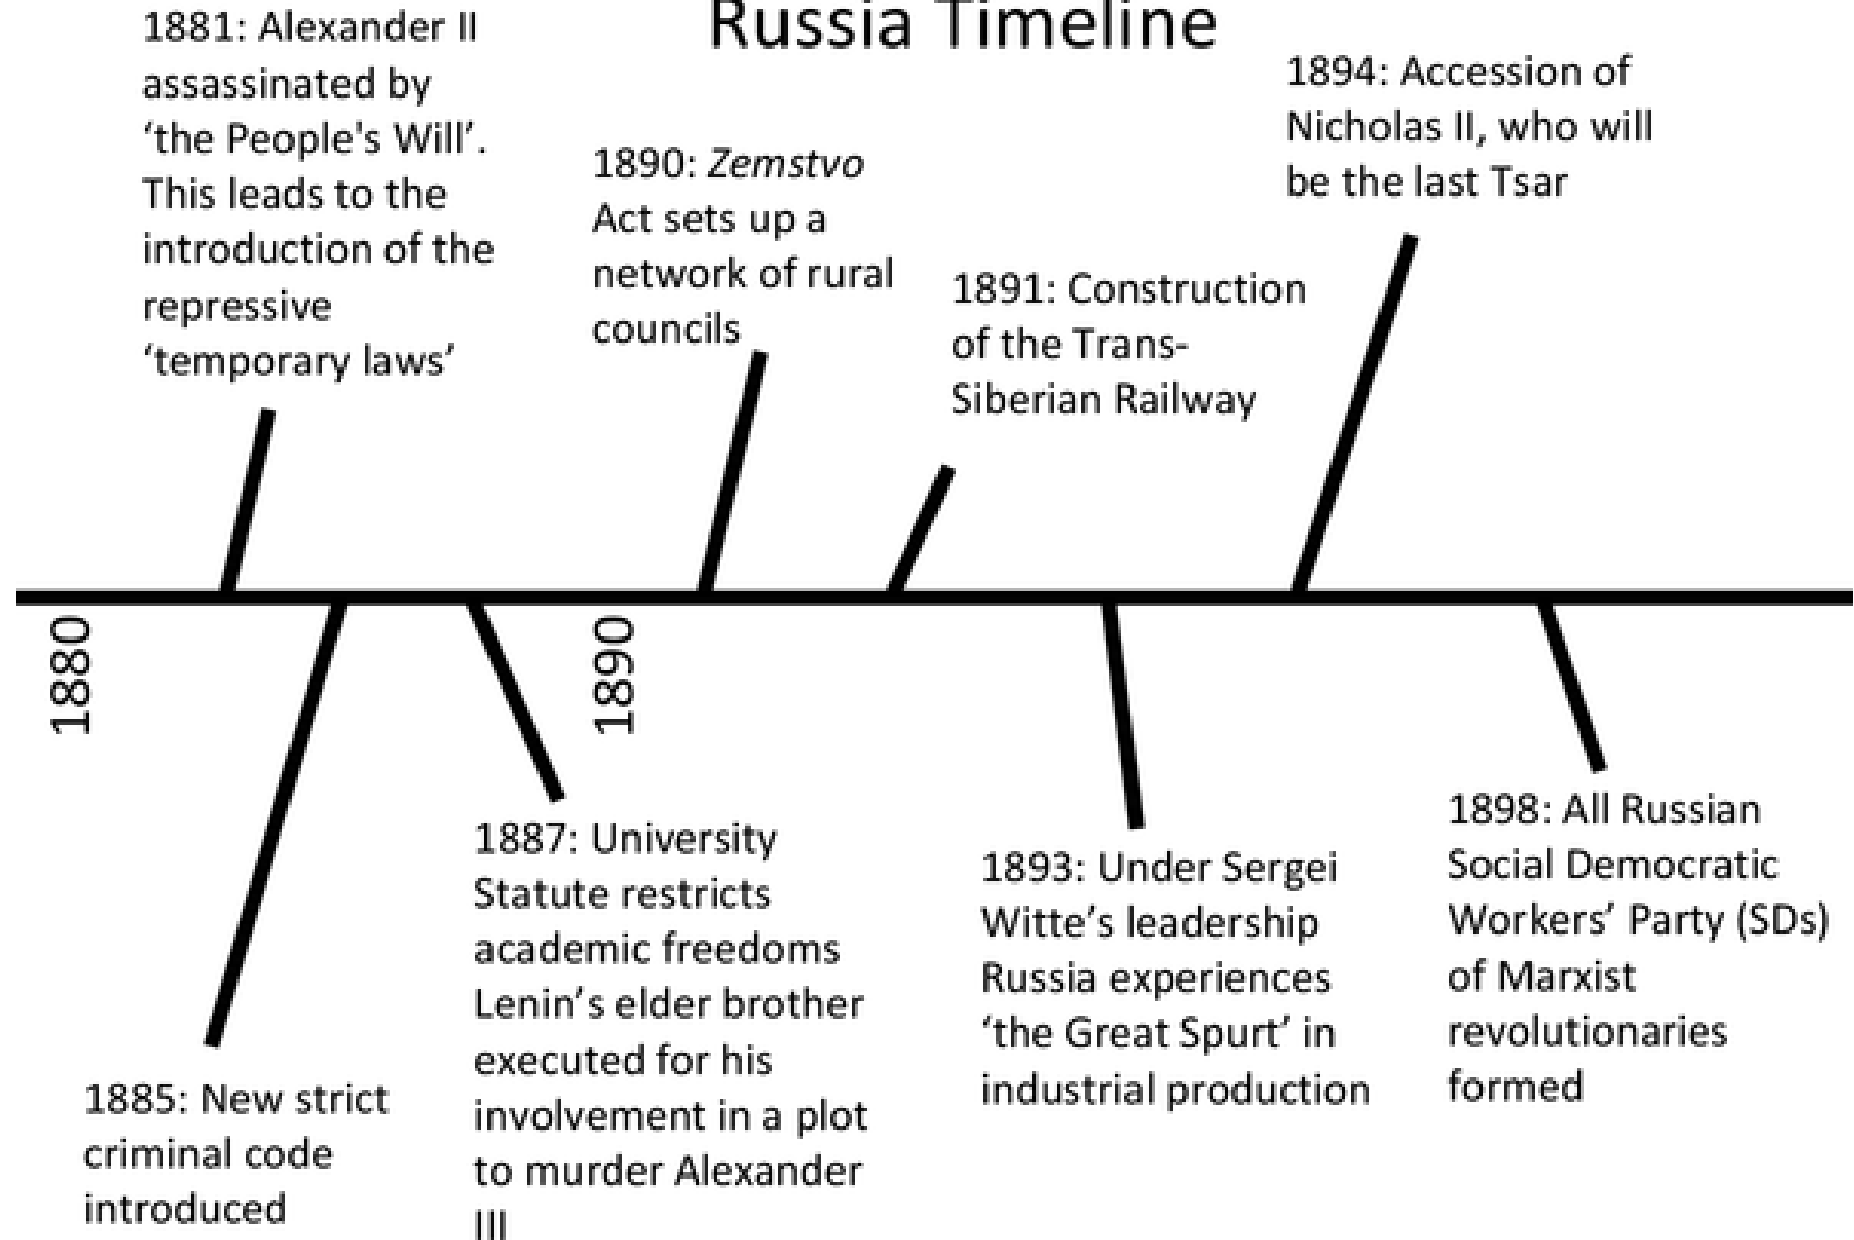 Russia Timeline
1881: Alexander II
assassinated by
‘the People's Will’.
This leads to the
introduction of the
repressive
‘temporary laws’
1890: Zemstvo
Act sets up a
network of rural
councils
1891: Construction
of the Trans-
Siberian Railway
1894: Accession of
Nicholas II, who will
be the last Tsar
1880
1890
1885: New strict
criminal code
introduced
1887: University
Statute restricts
academic freedoms
Lenin’s elder brother
executed for his
involvement in a plot
to murder Alexander
III
1893: Under Sergei
Witte’s leadership
Russia experiences
‘the Great Spurt’ in
industrial production
1898: All Russian
Social Democratic
Workers’ Party (SDs)
of Marxist
revolutionaries
formed